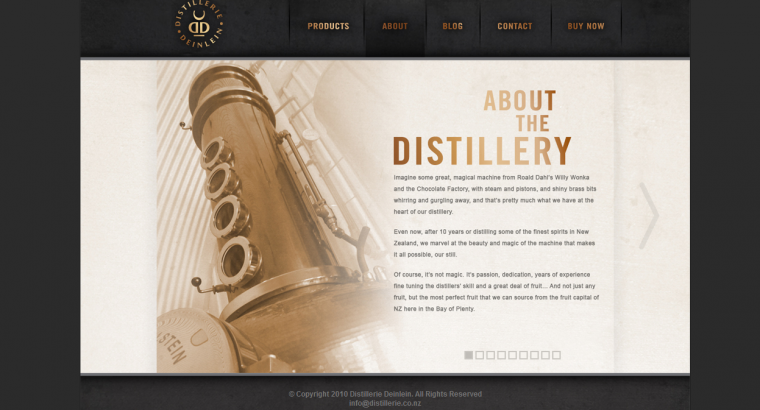 DISTILLERIE
DD
DEINLEIN
PRODUCTS
ABOUT
BLOG
CONTACT
BUY NOW
ABOUT
THE
DISTILLERY
Imagine some great, magical machine from Roald Dahl's Willy Wonka
and the Chocolate Factory, with steam and pistons, and shiny brass bits
whirring and gurgling away, and that's pretty much what we have at the
heart of our distillery.
Even now, after 10 years or distilling some of the finest spirits in New
Zealand, we marvel at the beauty and magic of the machine that makes
it all possible, our still.
Of course, it's not magic. It's passion, dedication, years of experience
fine tuning the distillers' skill and a great deal of fruit... And not just any
fruit, but the most perfect fruit that we can source from the fruit capital of
NZ here in the Bay of Plenty.
STEIN
© Copyright 2010 Distillerie Deinlein. All Rights Reserved
info@distillerie.co.nz